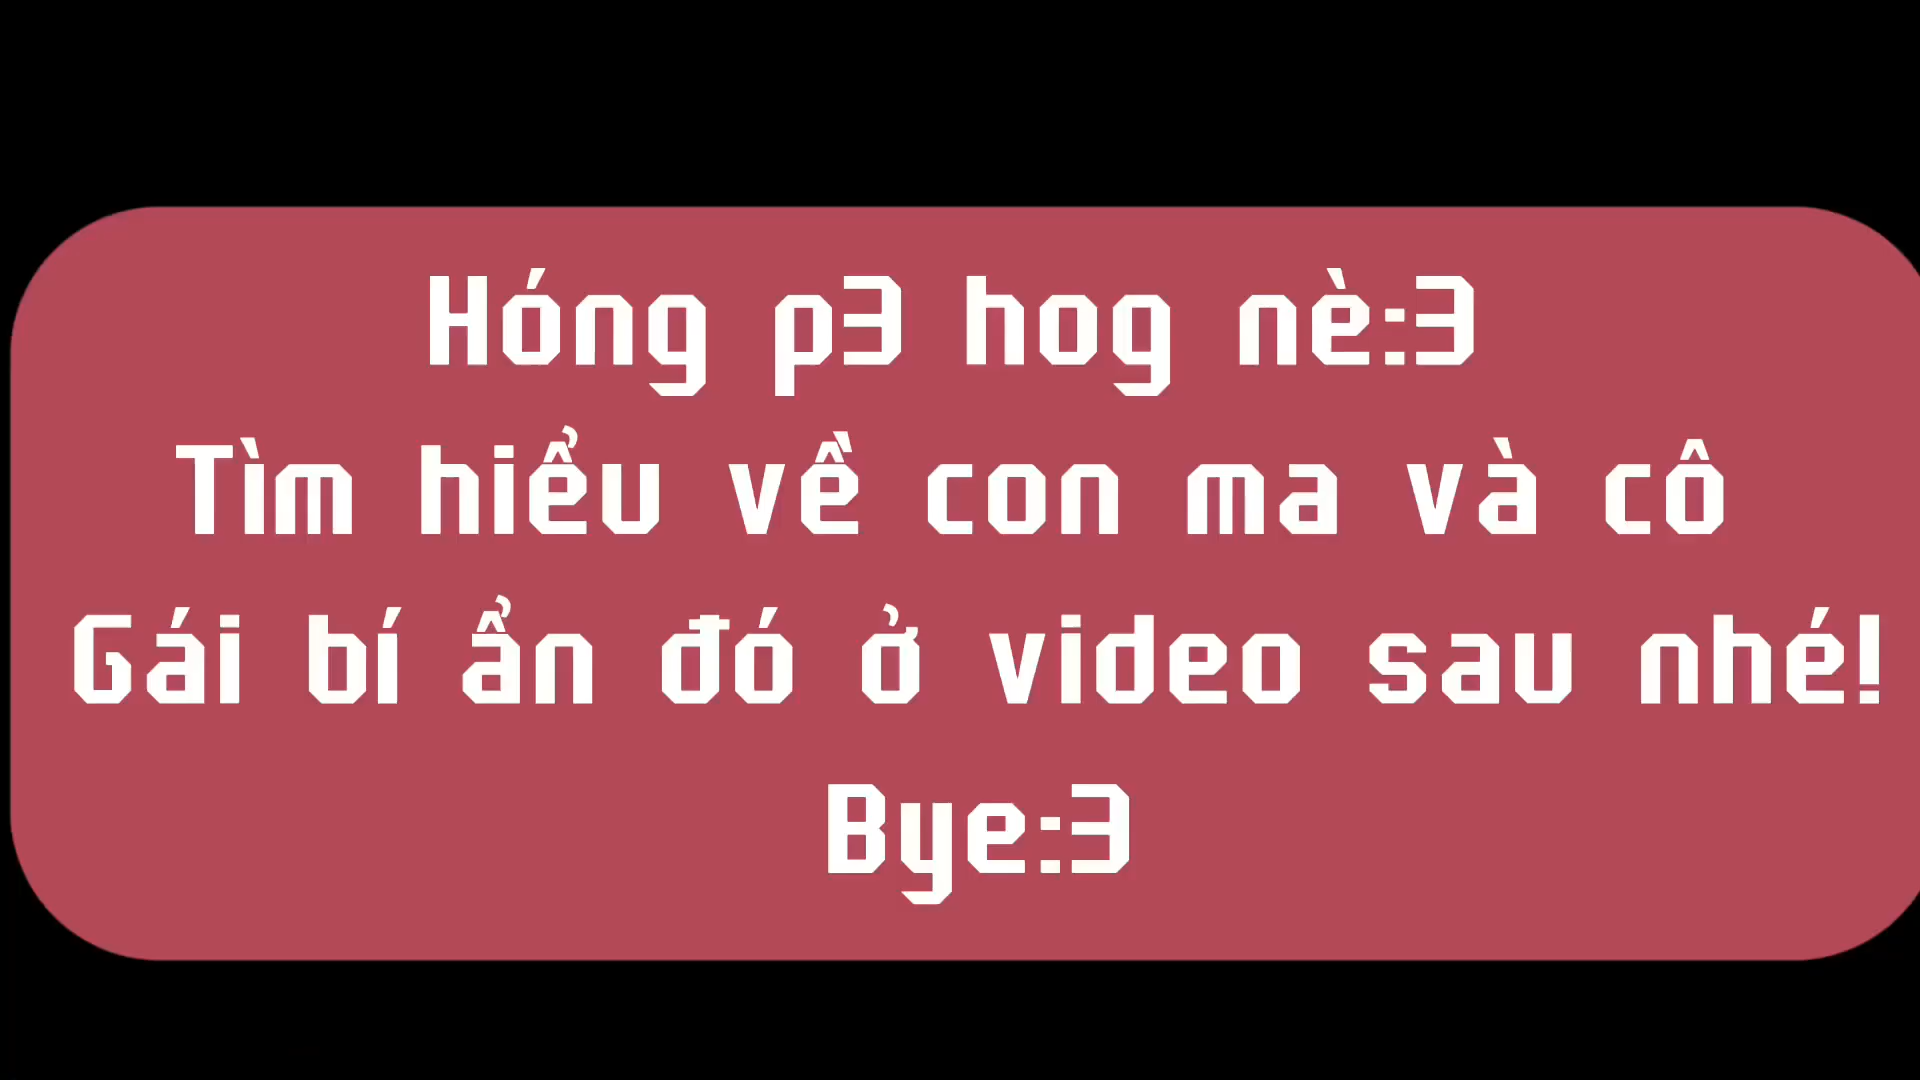 Hóng p3 hog nè:3
Tìm hiểu về con ma và cô
Gái bí ẩn đó ở video sau nhé!
Bye:3